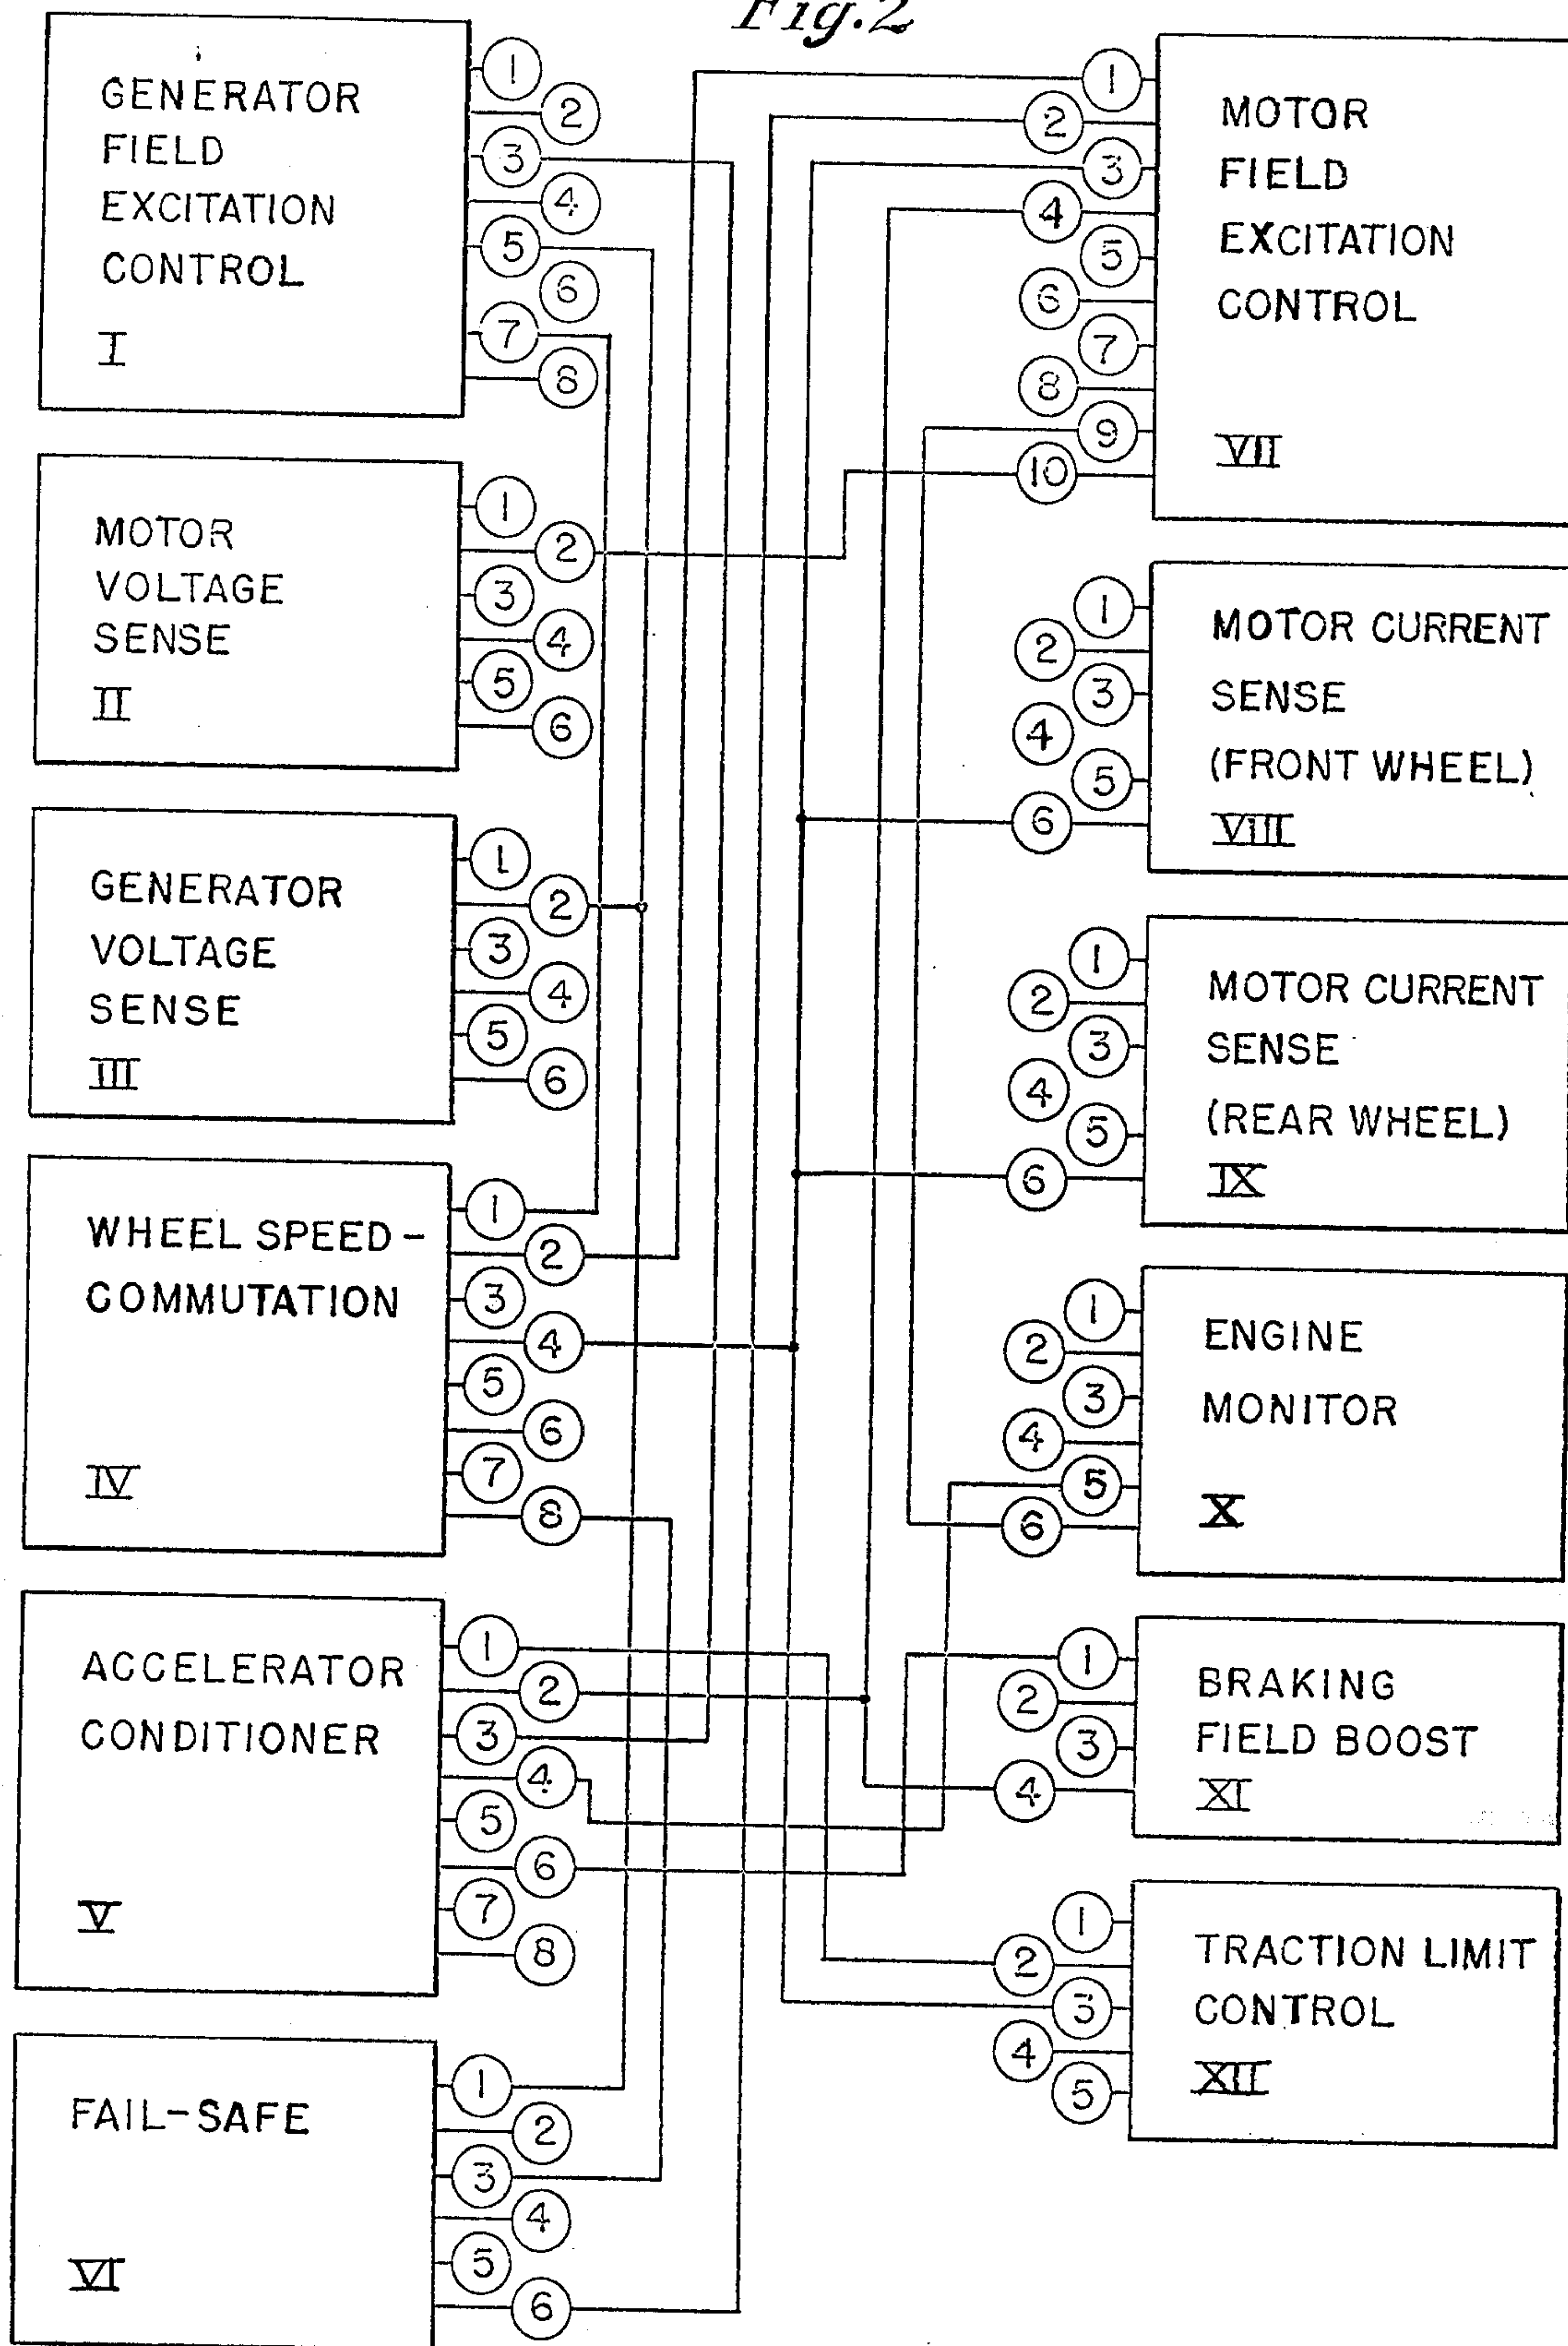 Fig.2
GENERATOR
FIELD
EXCITATION
CONTROL
I
1
2
3
4
5
6
7
8
MOTOR
VOLTAGE
SENSE
II
1
2
3
4
5
6
GENERATOR
VOLTAGE
SENSE
III
1
2
3
4
5
6
WHEEL SPEED-
COMMUTATION
IV
1
2
3
4
5
6
7
8
ACCELERATOR
CONDITIONER
V
1
2
3
4
5
6
7
8
FAIL-SAFE
VI
1
2
3
4
5
6
MOTOR
FIELD
EXCITATION
CONTROL
VII
1
2
3
4
5
6
7
8
9
10
MOTOR CURRENT
SENSE
(FRONT WHEEL)
VIII
1
2
3
4
5
6
MOTOR CURRENT
SENSE
(REAR WHEEL)
IX
1
2
3
4
5
6
ENGINE
MONITOR
X
1
2
3
4
5
6
BRAKING
FIELD BOOST
XI
1
2
3
4
TRACTION LIMIT
CONTROL
XII
1
2
3
4
5